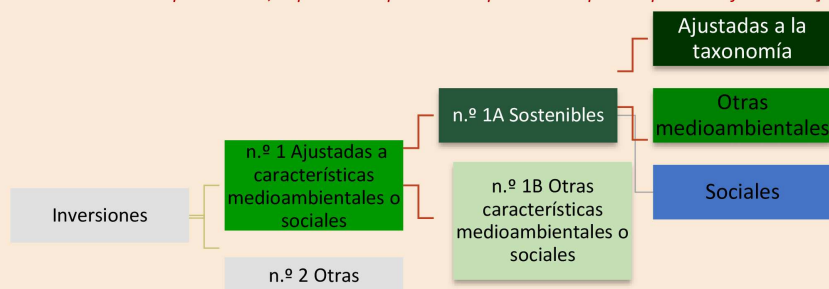 Ajustadas a la
taxonomía
n.º 1A Sostenibles
Otras
medioambientales
n.º 1 Ajustadas a
características
medioambientales o
sociales
n.º 1B Otras
características
medioambientales o
sociales
Sociales
Inversiones
n.º 2 Otras